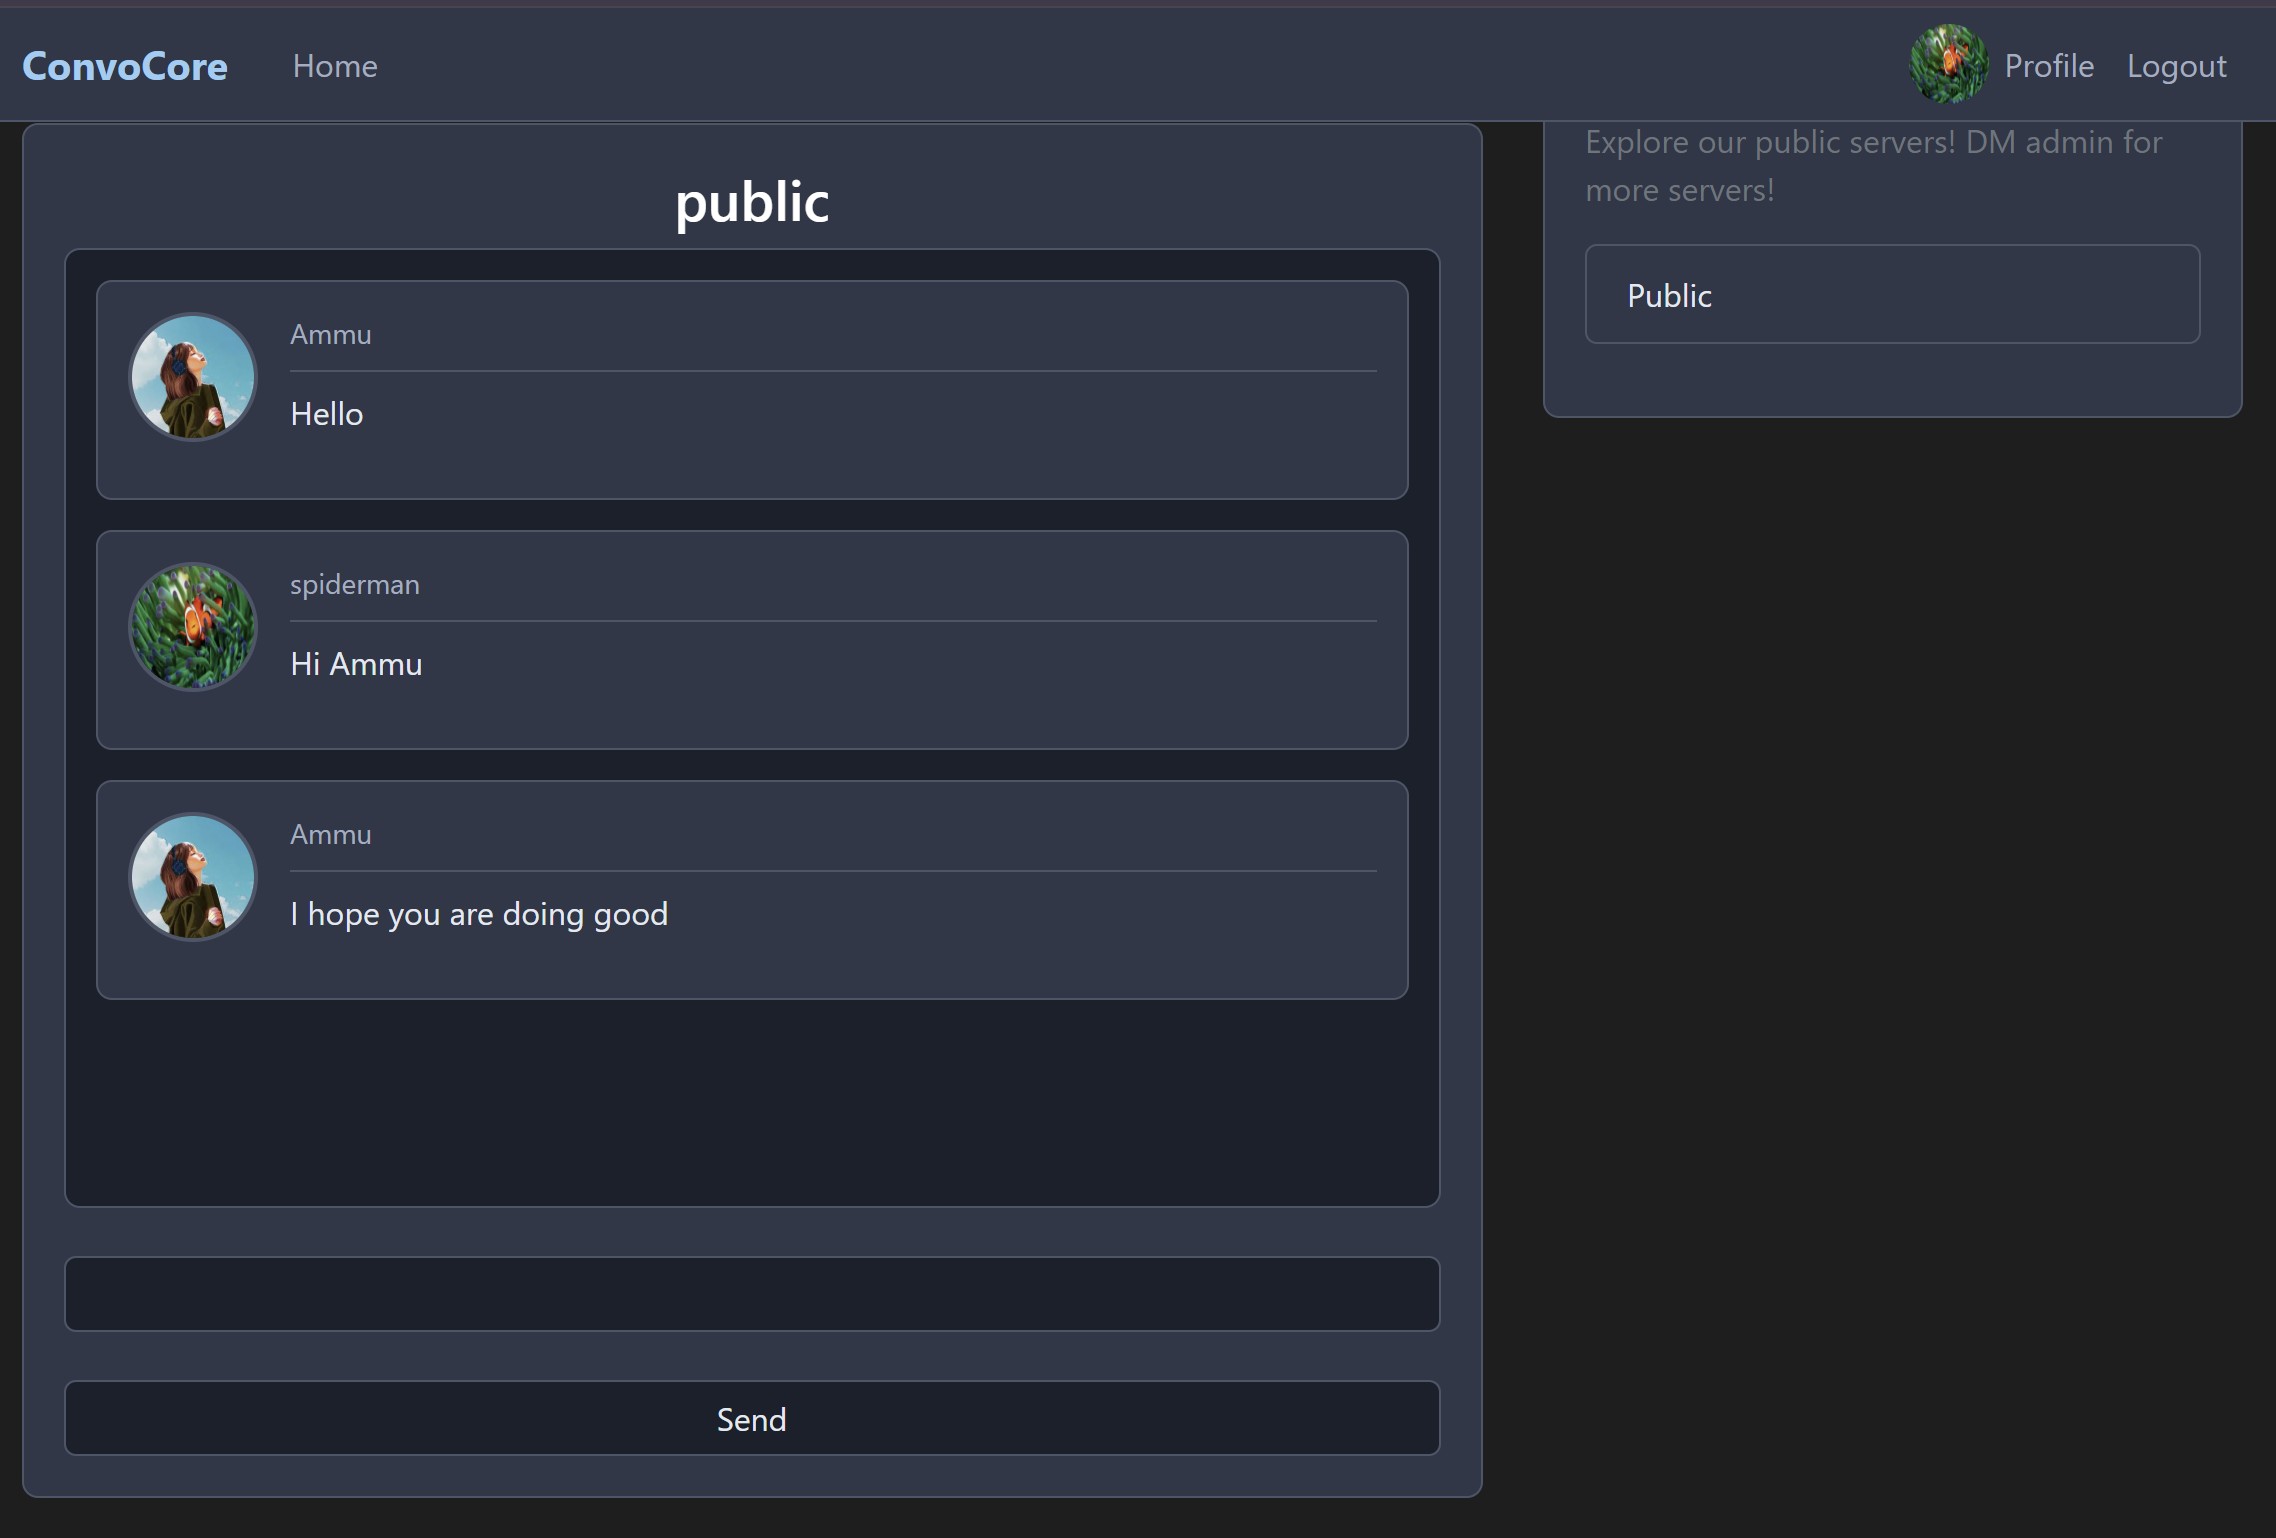 ConvoCore Home Profile Logout
public
Ammu
Hello
spiderman
Hi Ammu
Ammu
I hope you are doing good
Send
Explore our public servers! DM admin for
more servers!
Public